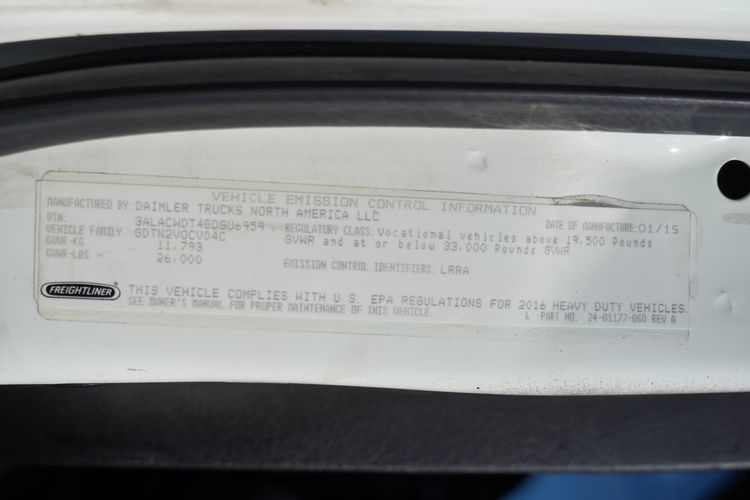 VEHICLE EMISSION CONTROL INFORMATION
MANUFACTURED BY: DAIMLER TRUCKS NORTH AMERICA LLC DATE OF MANUFACTURE: 01/15
VIN: 3ALACWDT4GDGU6959 REGULATORY CLASS: Vocational vehicles above 19,500 Pounds
VEHICLE FAMILY GDTN2VOCV04C GVWR and at or below 33,000 Pounds GVWR
GVWR-KG 11,793
GVWR-LBS 26,000 EMISSION CONTROL IDENTIFIERS: LRRA
FREIGHTLINER THIS VEHICLE COMPLIES WITH U.S. EPA REGULATIONS FOR 2016 HEAVY DUTY VEHICLES
SEE OWNER'S MANUAL FOR PROPER MAINTENANCE OF THIS VEHICLE. PART NO. 24-01177-060 REV A